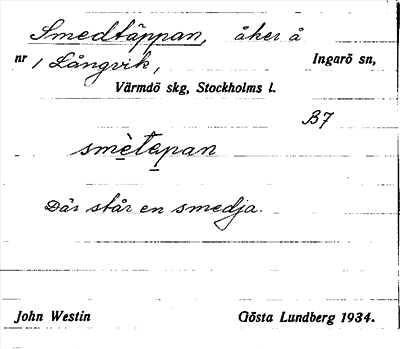 Smedtäppan, åker å
nr 1 Långvik, Ingarö sn,
Värmdö skg, Stockholms l.
B7
smètapan
Där står en smedja.
John Westin Gösta Lundberg 1934.